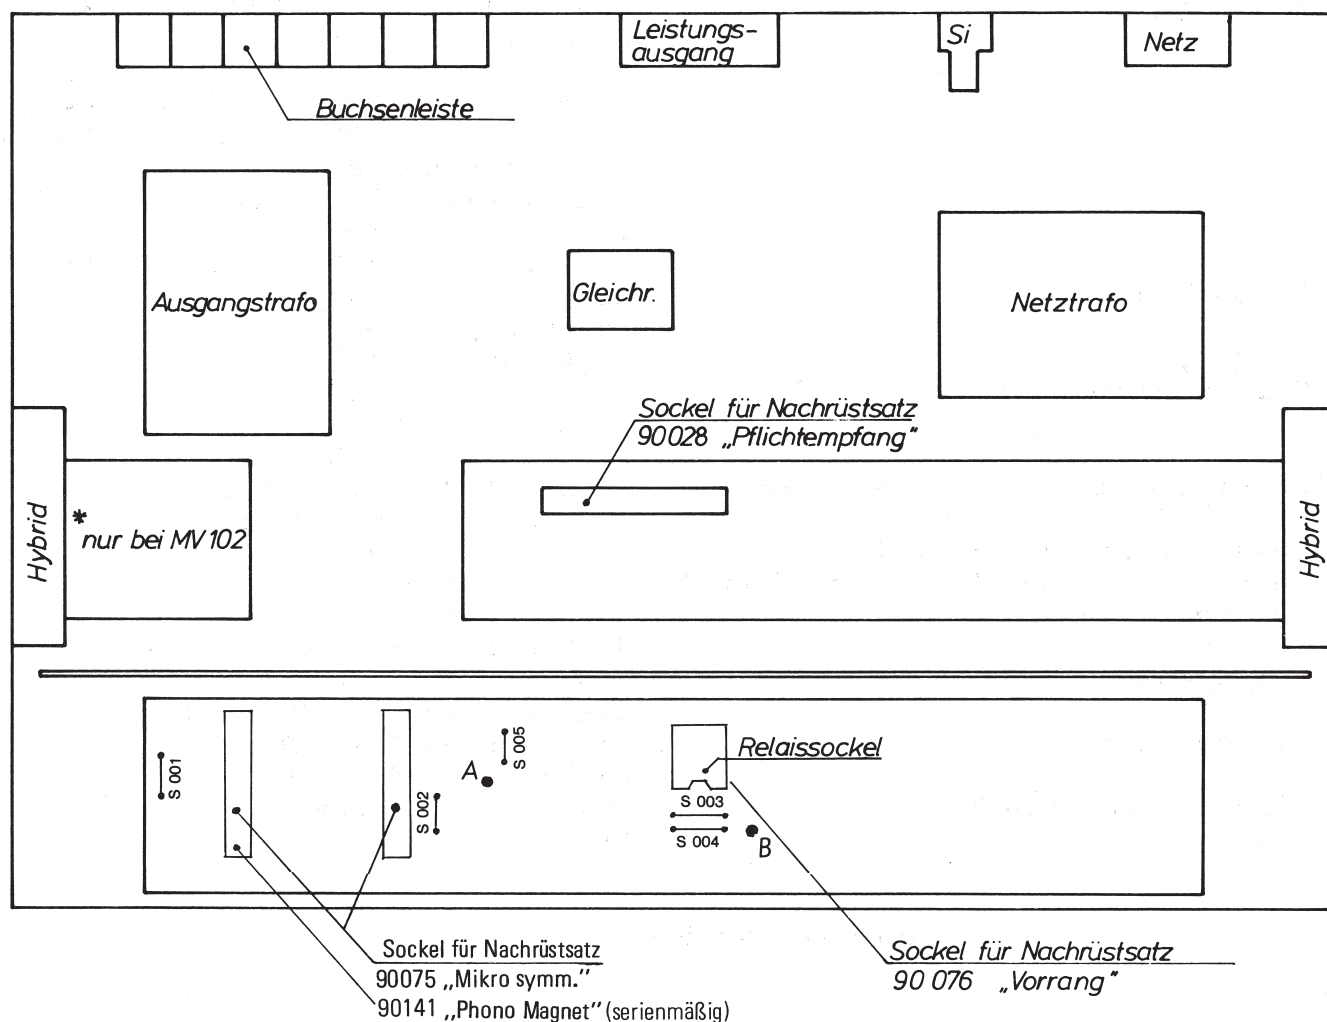 Leistungs-
ausgang
Si
Netz
Buchsenleiste
Ausgangstrafo
Gleichr.
Netztrafo
Sockel für Nachrüstsatz
90028 „Pflichtempfang"
Hybrid
*nur bei MV 102
Hybrid
S 001
S 002
A
S 005
Relaissockel
S 003
S 004
B
Sockel für Nachrüstsatz
90075 „Mikro symm."
90141 „Phono Magnet" (serienmäßig)
Sockel für Nachrüstsatz
90 076 „Vorrang"